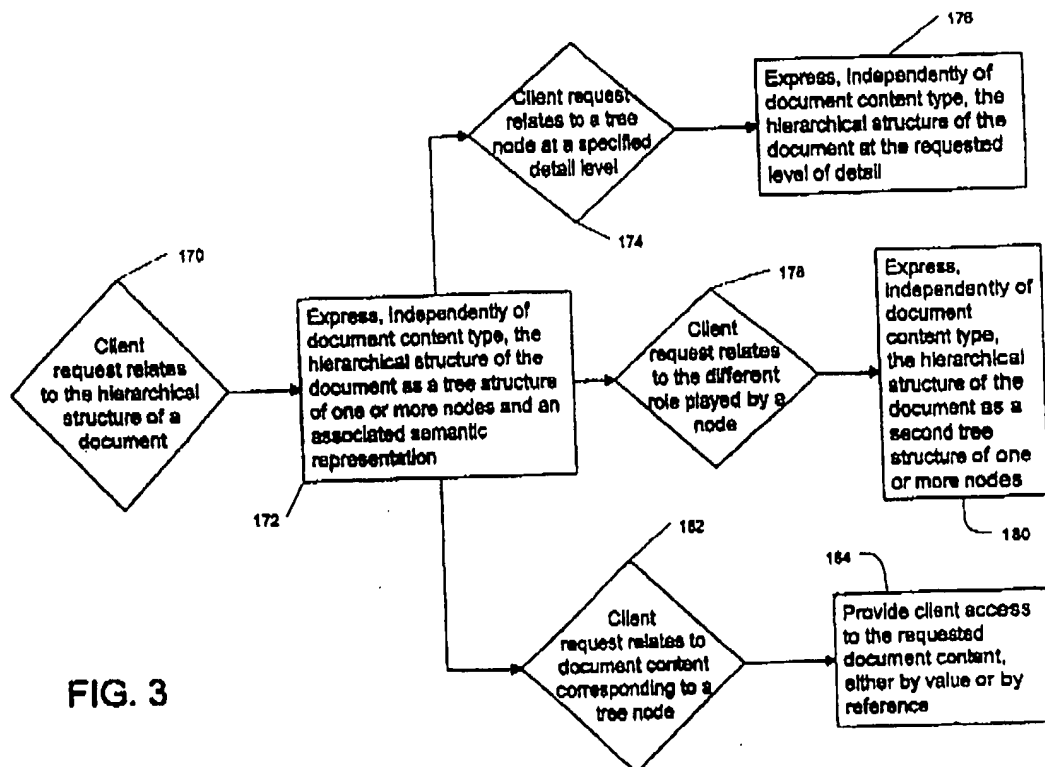 176
Client request
relates to a tree
node at a specified
detail level
Express, Independently of
document content type, the
hierarchical structure of the
document at the requested
level of detail
174
170
Client
request relates
to the hierarchical
structure of a
document
Express, Independently of
document content type, the
hierarchical structure of the
document as a tree structure
of one or more nodes and an
associated semantic
representation
172
178
Client
request relates
to the different
role played by a
node
Express,
independently of
document
content type,
the hierarchical
structure of the
document as a
second tree
structure of one
or more nodes
180
182
Client
request relates to
document content
corresponding to a
tree node
184
Provide client access
to the requested
document content,
either by value or by
reference
FIG. 3